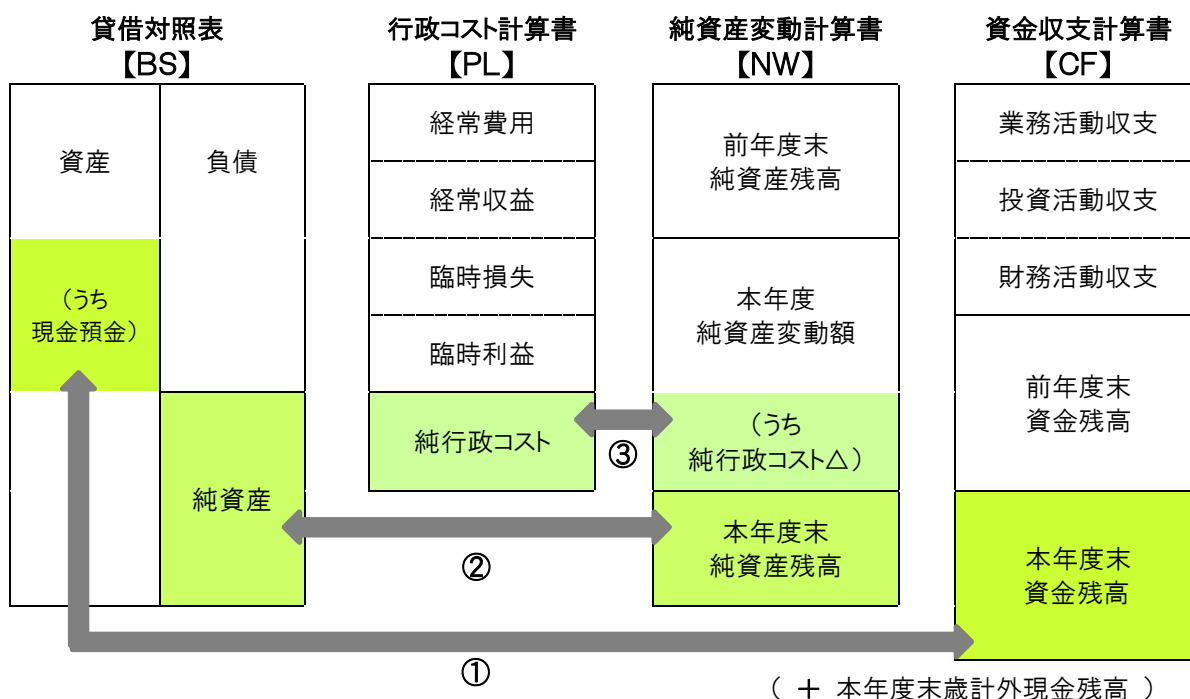 貸借対照表
【BS】
資産
負債
（うち
現金預金）
純資産
行政コスト計算書
【PL】
経常費用
経常収益
臨時損失
臨時利益
純行政コスト
純資産変動計算書
【NW】
前年度末
純資産残高
本年度
純資産変動額
（うち
純行政コスト△）
本年度末
純資産残高
資金収支計算書
【CF】
業務活動収支
投資活動収支
財務活動収支
前年度末
資金残高
本年度末
資金残高
③
②
①
（ ＋ 本年度末歳計外現金残高 ）